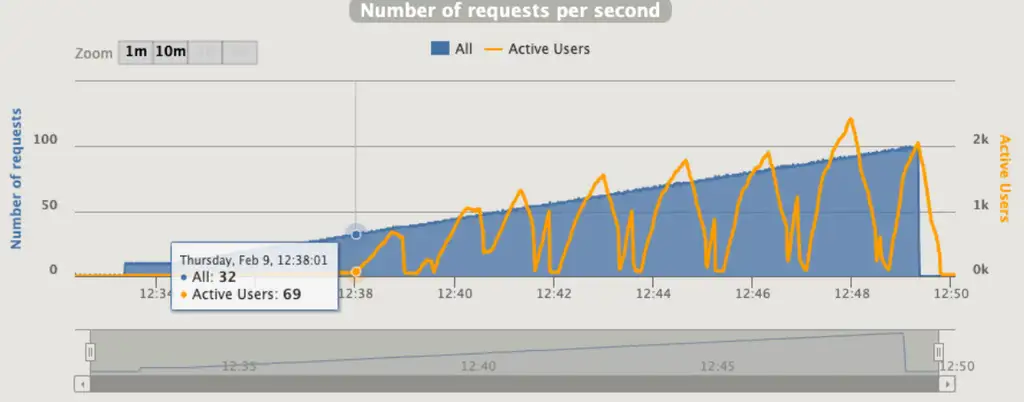 Number of requests per second
Zoom 1m 10m
All Active Users
Number of requests
100
50
0
2k
1k
0k
Active Users
Thursday, Feb 9, 12:38:01
All: 32
Active Users: 69
12:34 12:38 12:40 12:42 12:44 12:46 12:48 12:50
12:35 12:40 12:45 12:50